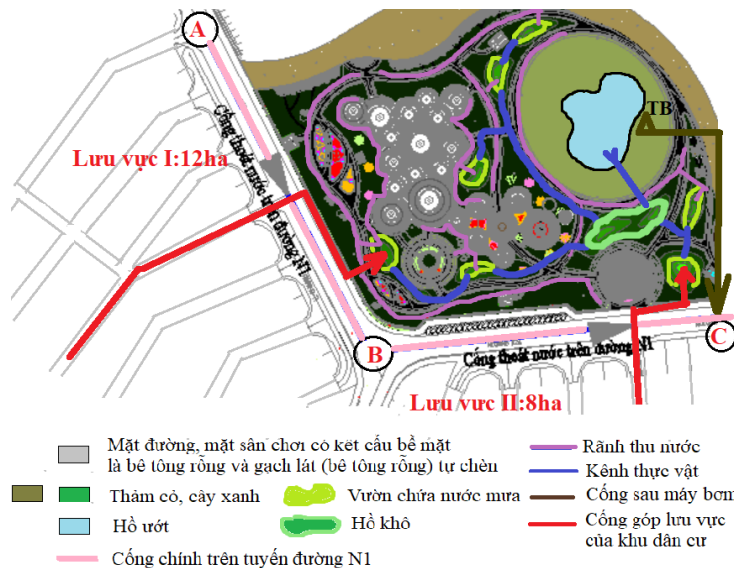 A
TB
Lưu vực I:12ha
Cống thoát nước trên đường N1
B
C
Cống thoát nước trên đường N1
Lưu vực II:8ha
Mặt đường, mặt sân chơi có kết cấu bề mặt
là bê tông rỗng và gạch lát (bê tông rỗng) tự chèn
Thảm cỏ, cây xanh
Hồ ướt
Vườn chứa nước mưa
Hồ khô
Cống chính trên tuyến đường N1
Rãnh thu nước
Kênh thực vật
Cống sau máy bơm
Cống góp lưu vực
của khu dân cư